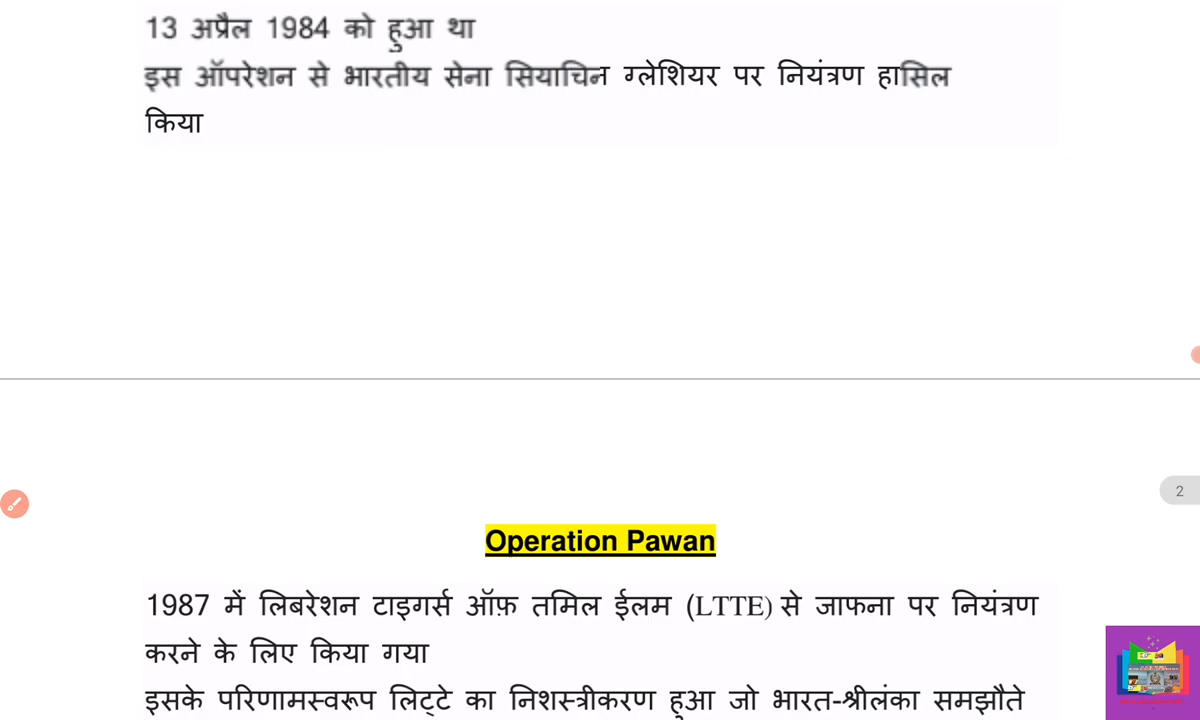 13 अप्रैल 1984 को हुआ था
इस ऑपरेशन से भारतीय सेना सियाचिन ग्लेशियर पर नियंत्रण हासिल
किया
2
Operation Pawan
1987 में लिबरेशन टाइगर्स ऑफ़ तमिल ईलम (LTTE) से जाफना पर नियंत्रण
करने के लिए किया गया
इसके परिणामस्वरूप लिट्टे का निशस्त्रीकरण हुआ जो भारत-श्रीलंका समझौते